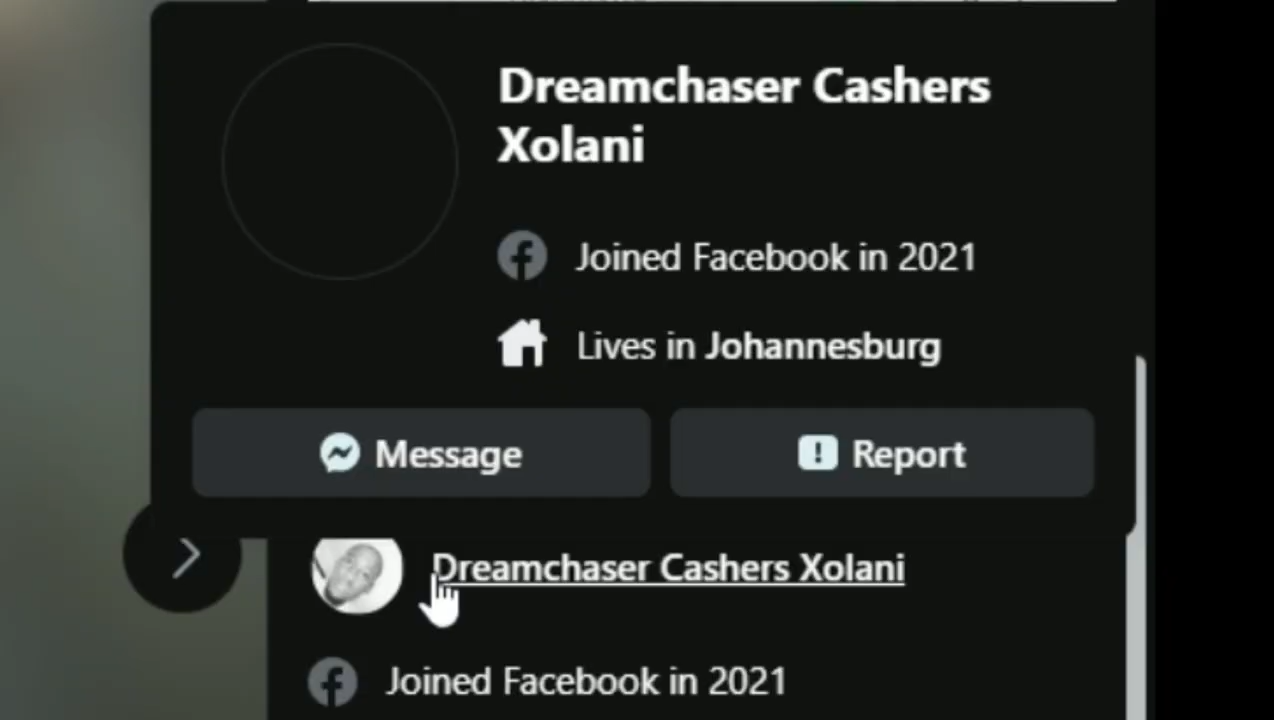 Dreamchaser Cashers
Xolani
Joined Facebook in 2021
Lives in Johannesburg
Message
Report
Dreamchaser Cashers Xolani
Joined Facebook in 2021